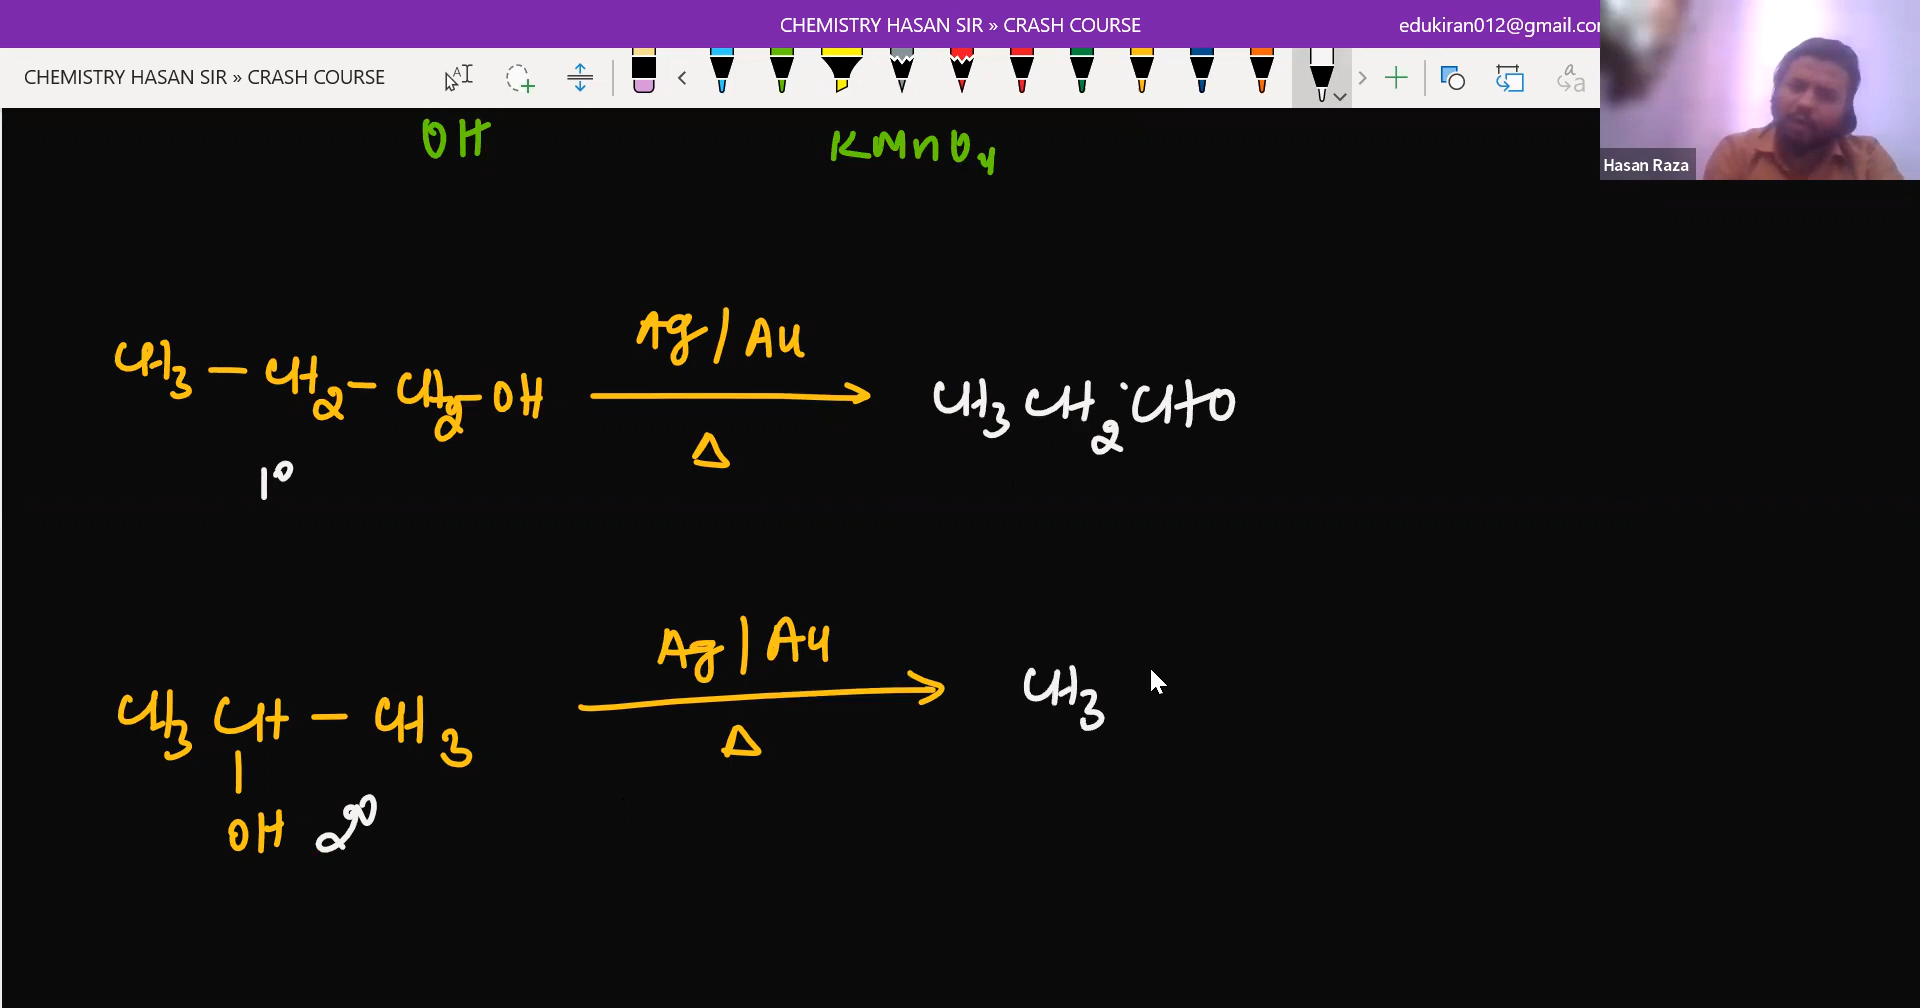 CHEMISTRY HASAN SIR » CRASH COURSE
edukiran012@gmail.co
CHEMISTRY HASAN SIR » CRASH COURSE
Hasan Raza
OH
KMnO₄
Ag/Au
CH₃ – CH₂ – CH₂ – OH ⟶ CH₃CH₂CHO
Δ
1°
Ag|Au
CH₃ CH – CH₃ ⟶ CH₃
Δ
|
OH 2°